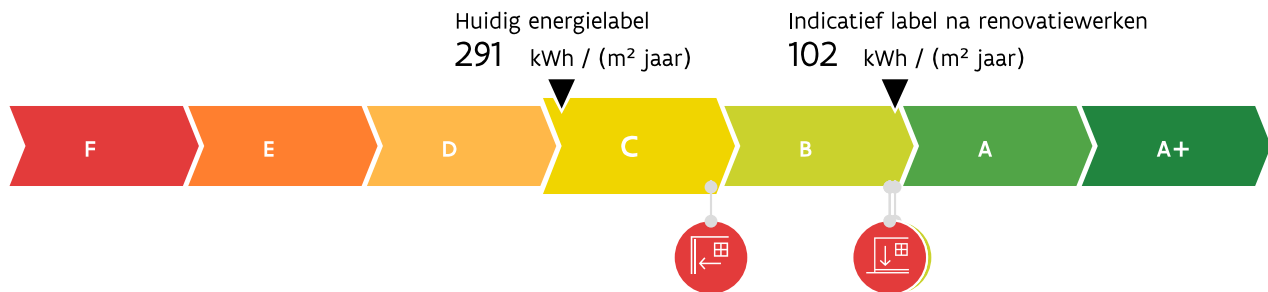 Huidig energielabel
291 kWh / (m² jaar)
Indicatief label na renovatiewerken
102 kWh / (m² jaar)
F E D C B A A+